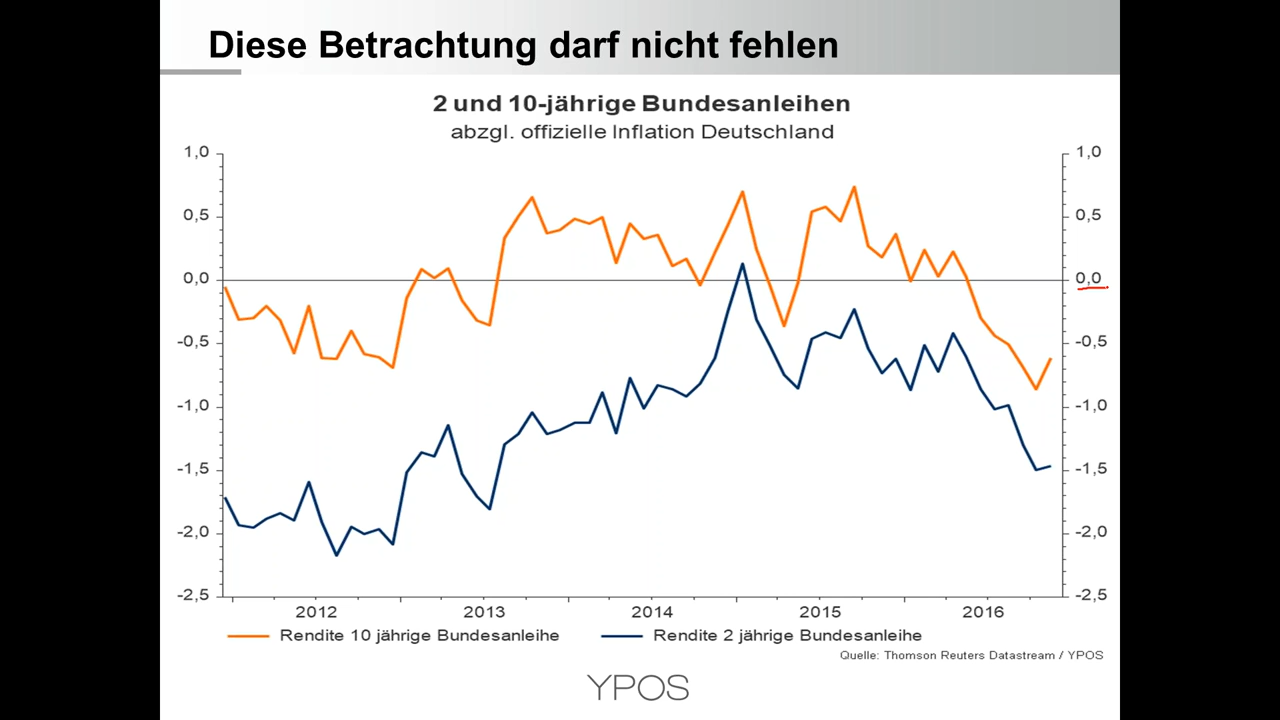 Diese Betrachtung darf nicht fehlen
2 und 10-jährige Bundesanleihen
abzgl. offizielle Inflation Deutschland
1,0 1,0
0,5 0,5
0,0 0,0
-0,5 -0,5
-1,0 -1,0
-1,5 -1,5
-2,0 -2,0
-2,5 -2,5
2012 2013 2014 2015 2016
Rendite 10 jährige Bundesanleihe Rendite 2 jährige Bundesanleihe
Quelle: Thomson Reuters Datastream / YPOS
YPOS